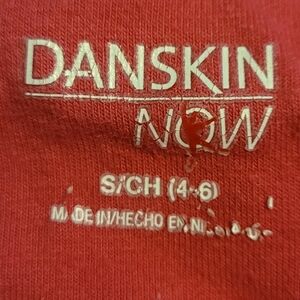 DANSKIN
NOW
S/CH (4-6)
MADE IN/HECHO EN